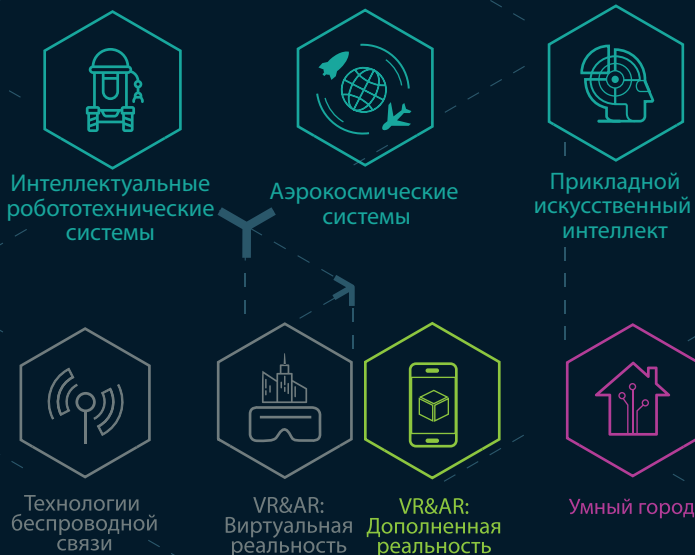 Интеллектуальные
робототехнические
системы
Аэрокосмические
системы
Прикладной
искусственный
интеллект
Технологии
беспроводной
связи
VR&AR:
Виртуальная
реальность
VR&AR:
Дополненная
реальность
Умный город